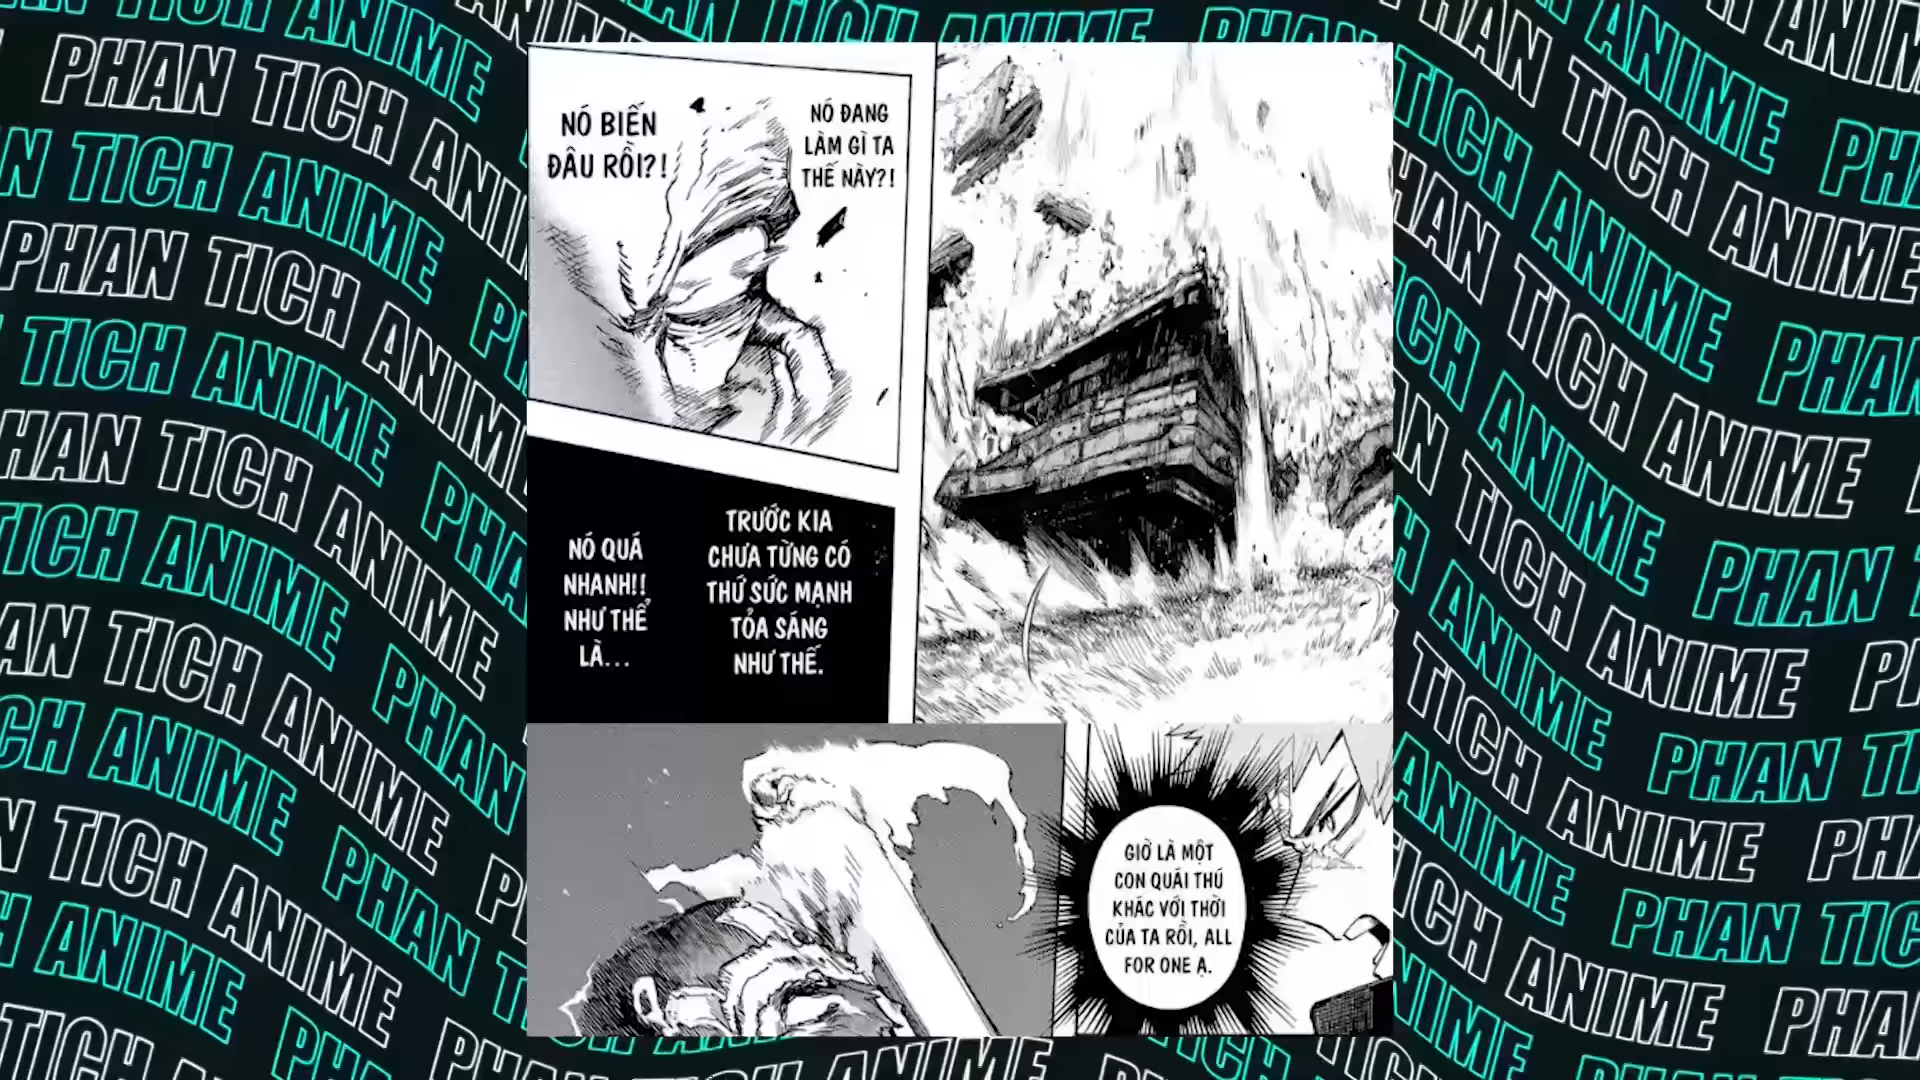 NÓ ĐANG
LÀM GÌ TA
THẾ NÀY?!
NÓ BIẾN
ĐÂU RỒI?!
TRƯỚC KIA
CHƯA TỪNG CÓ
THỨ SỨC MẠNH
TỎA SÁNG
NHƯ THẾ.
NÓ QUÁ
NHANH!!
NHƯ THỂ
LÀ...
GIỜ LÀ MỘT
CON QUÁI THÚ
KHÁC VỚI THỜI
CỦA TA RỒI, ALL
FOR ONE Ạ.
PHAN TICH ANIME